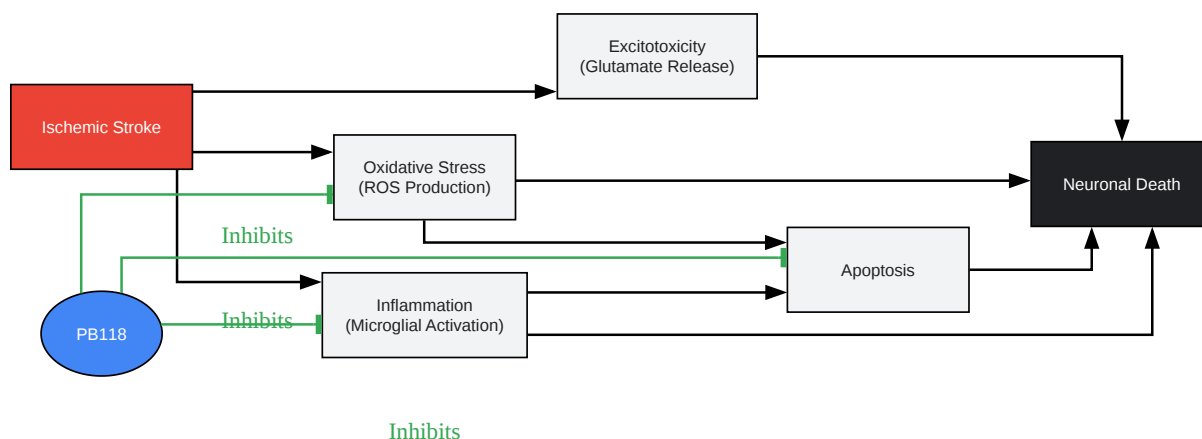 Excitotoxicity
(Glutamate Release)
Ischemic Stroke
Oxidative Stress
(ROS Production)
Neuronal Death
Inhibits
Apoptosis
Inflammation
(Microglial Activation)
Inhibits
PB118
Inhibits